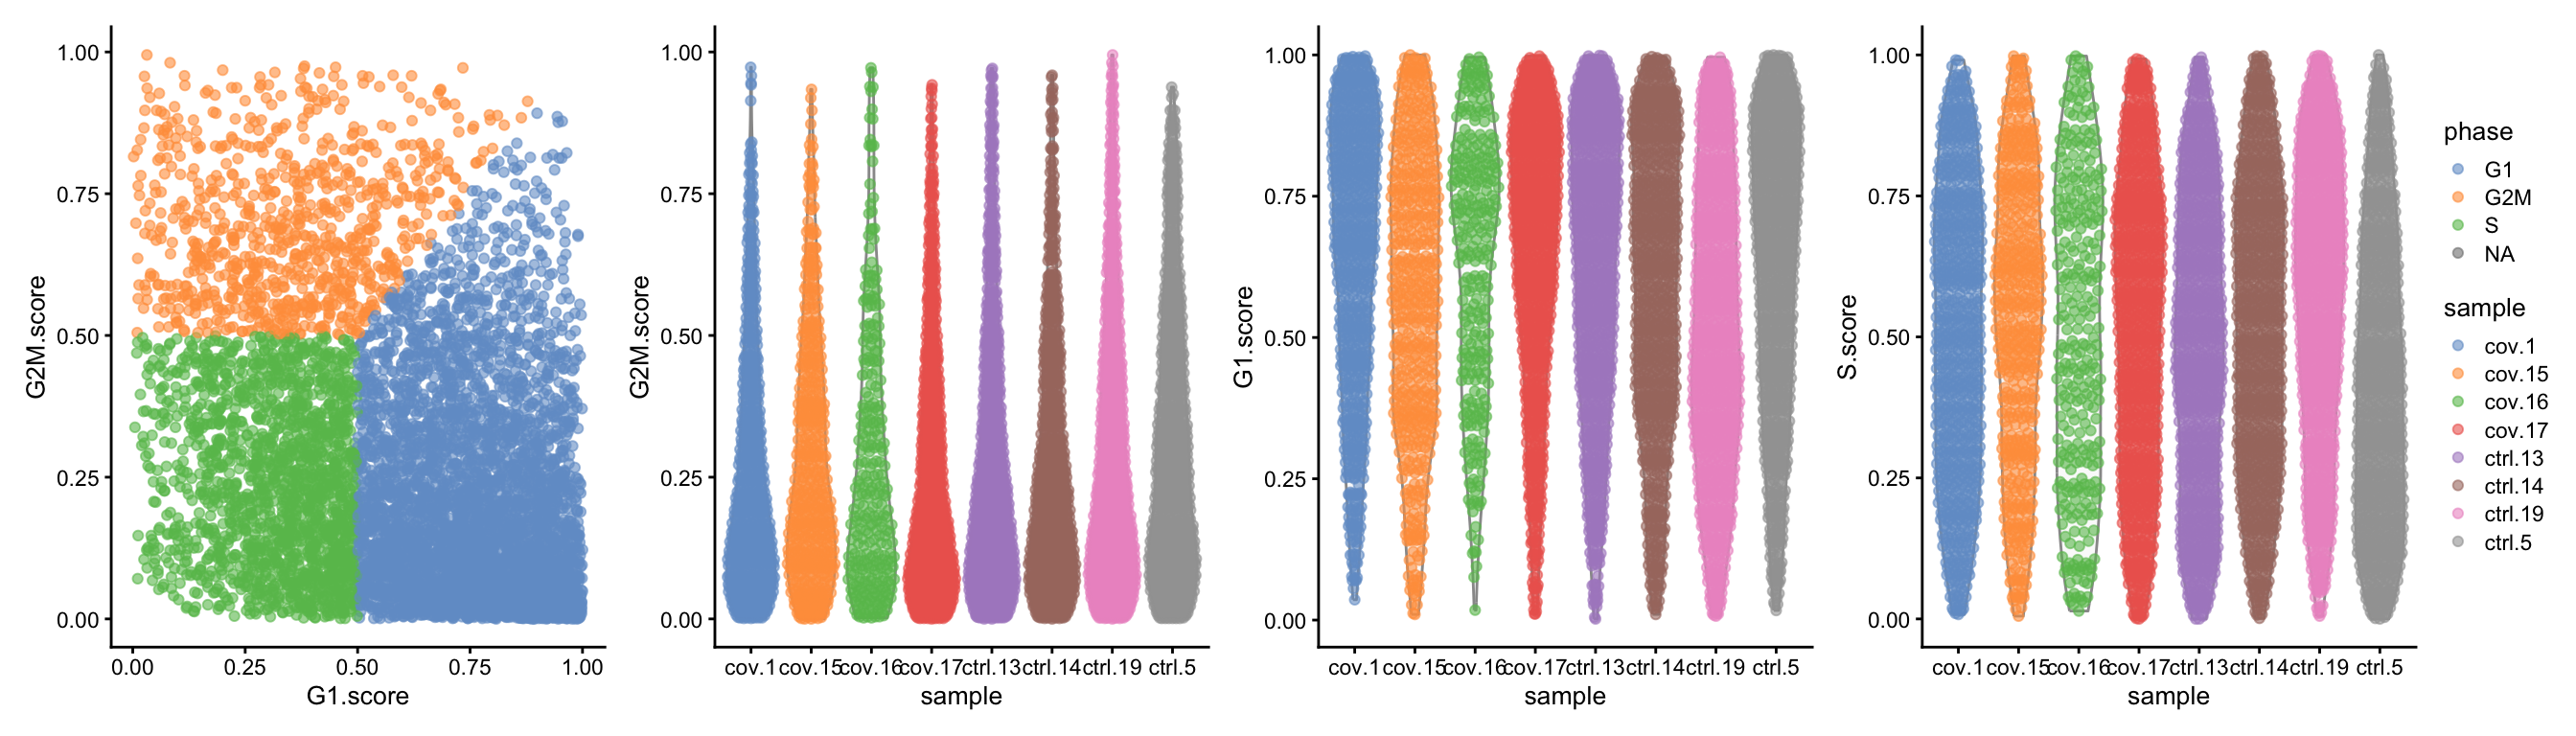 G2M.score
1.00
0.75
0.50
0.25
0.00
0.00 0.25 0.50 0.75 1.00
G1.score
G2M.score
1.00
0.75
0.50
0.25
0.00
cov.1 cov.15 cov.16 cov.17 ctrl.13 ctrl.14 ctrl.19 ctrl.5
sample
G1.score
1.00
0.75
0.50
0.25
0.00
cov.1 cov.15 cov.16 cov.17 ctrl.13 ctrl.14 ctrl.19 ctrl.5
sample
S.score
1.00
0.75
0.50
0.25
0.00
cov.1 cov.15 cov.16 cov.17 ctrl.13 ctrl.14 ctrl.19 ctrl.5
sample
phase
G1
G2M
S
NA
sample
cov.1
cov.15
cov.16
cov.17
ctrl.13
ctrl.14
ctrl.19
ctrl.5